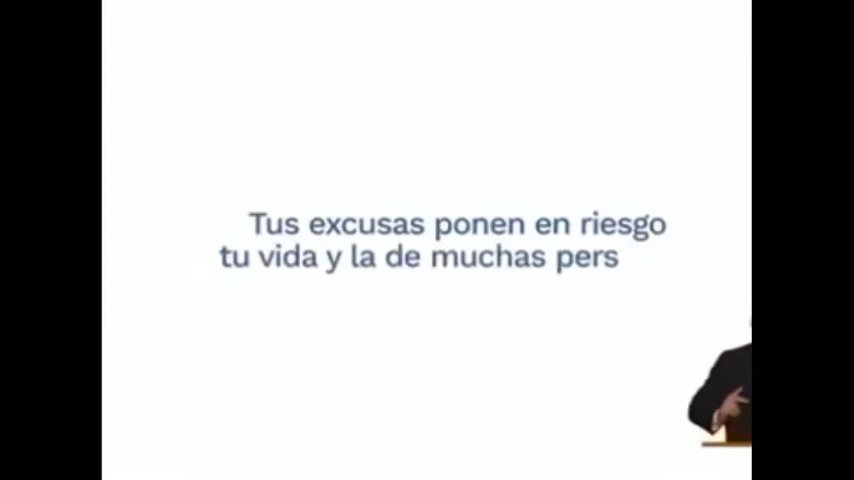 Tus excusas ponen en riesgo
tu vida y la de muchas pers